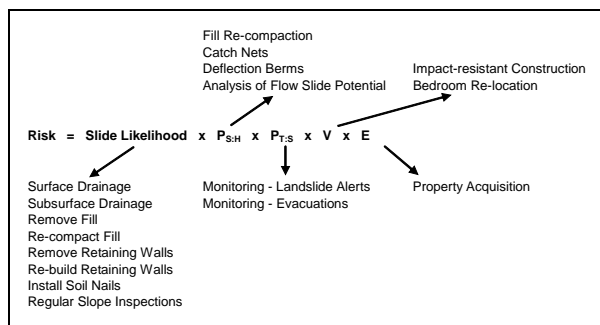 Fill Re-compaction
Catch Nets
Deflection Berms
Analysis of Flow Slide Potential
Impact-resistant Construction
Bedroom Re-location
Risk = Slide Likelihood x P_S:H x P_T:S x V x E
Surface Drainage
Subsurface Drainage
Remove Fill
Re-compact Fill
Remove Retaining Walls
Re-build Retaining Walls
Install Soil Nails
Regular Slope Inspections
Monitoring - Landslide Alerts
Monitoring - Evacuations
Property Acquisition